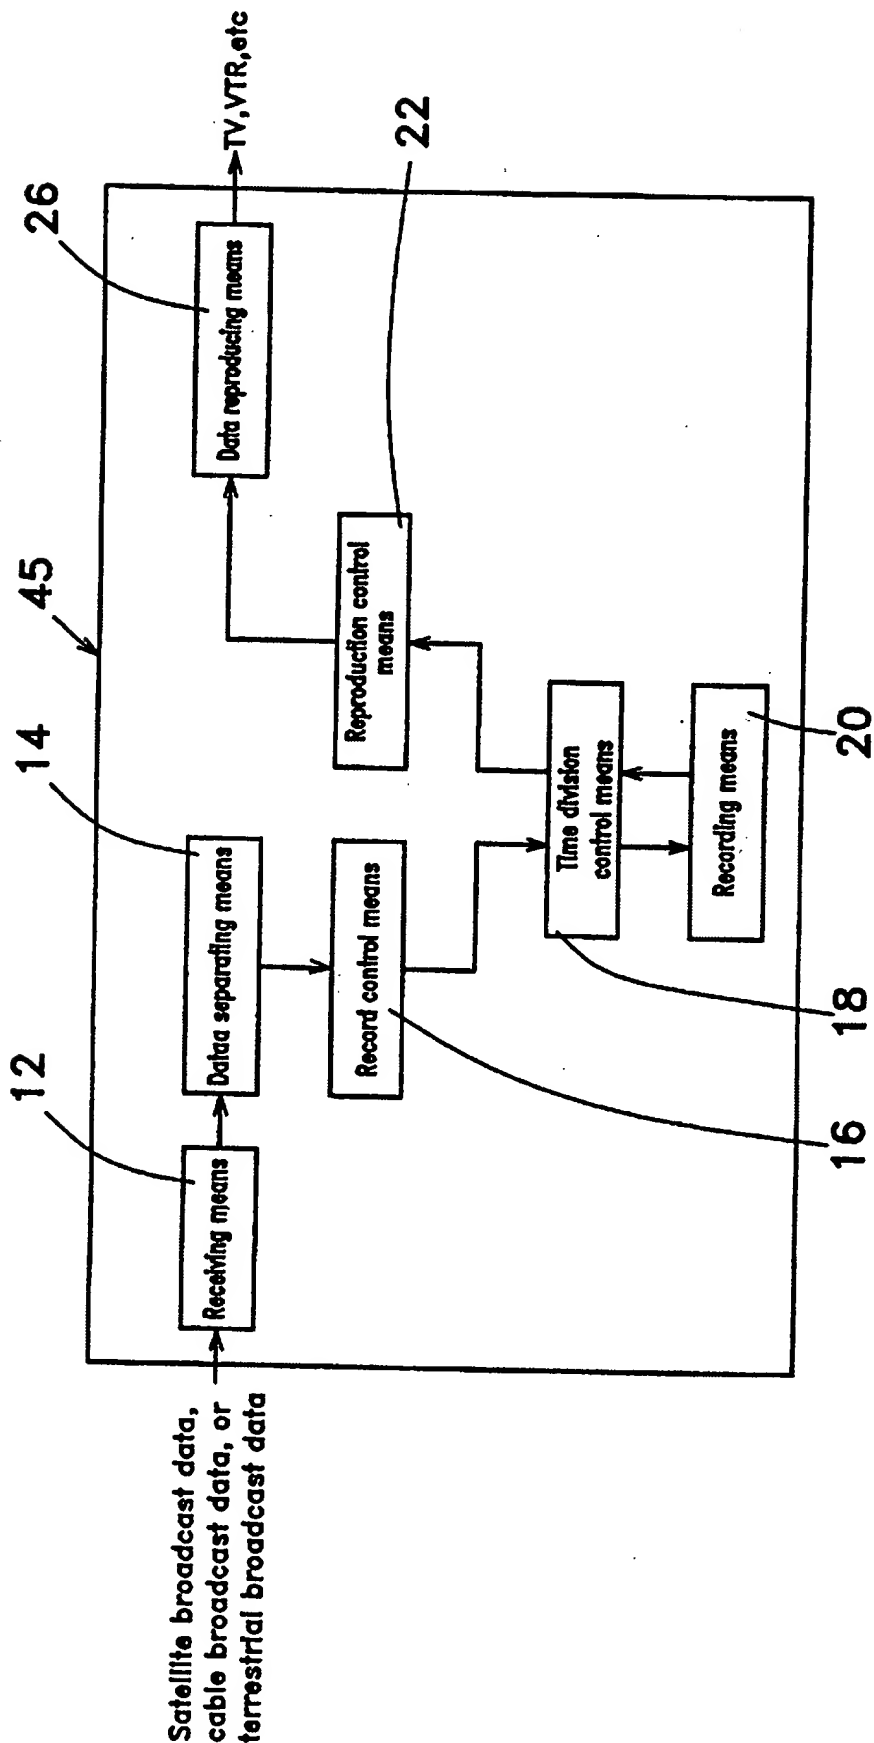 Satellite broadcast data,
cable broadcast data, or
terrestrial broadcast data
12
Receiving means
14
Dataa separating means
16
Record control means
18
Time division
control means
20
Recording means
45
22
Reproduction control
means
26
Data reproducing means
TV,VTR,etc